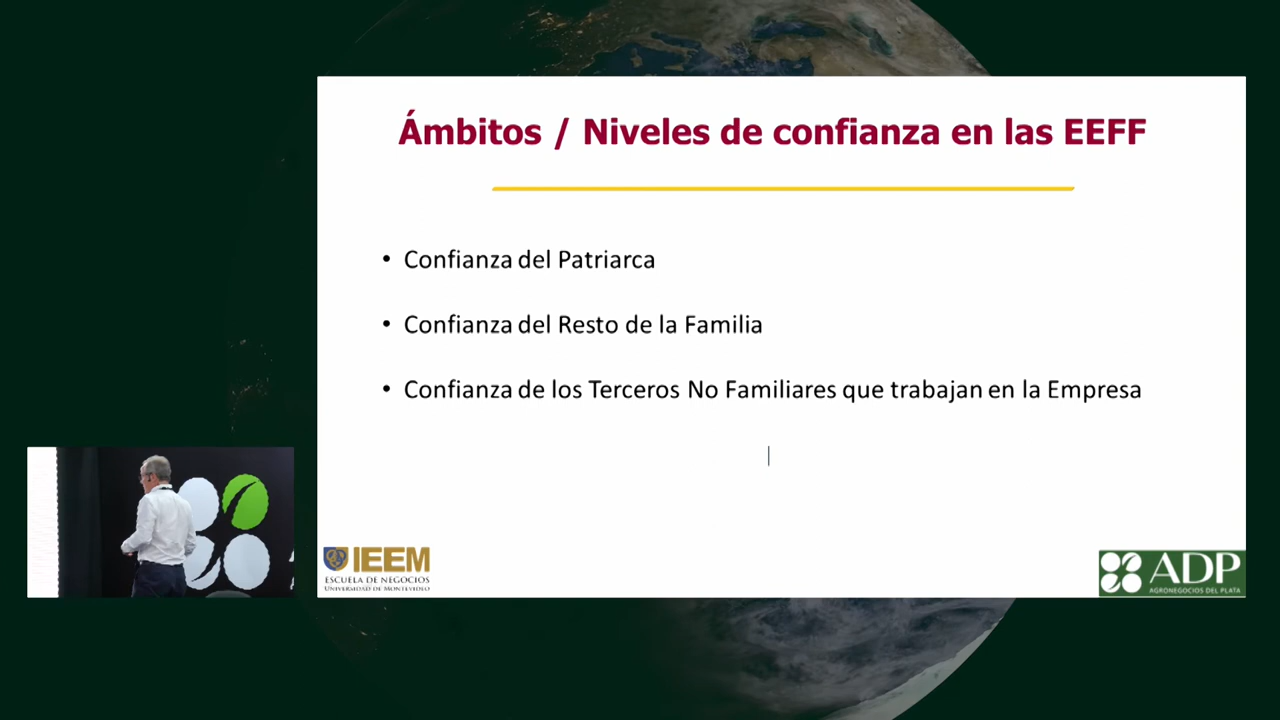 Ámbitos / Niveles de confianza en las EEFF
• Confianza del Patriarca
• Confianza del Resto de la Familia
• Confianza de los Terceros No Familiares que trabajan en la Empresa
IEEM
ESCUELA DE NEGOCIOS
UNIVERSIDAD DE MONTEVIDEO
ADP
AGRONEGOCIOS DEL PLATA